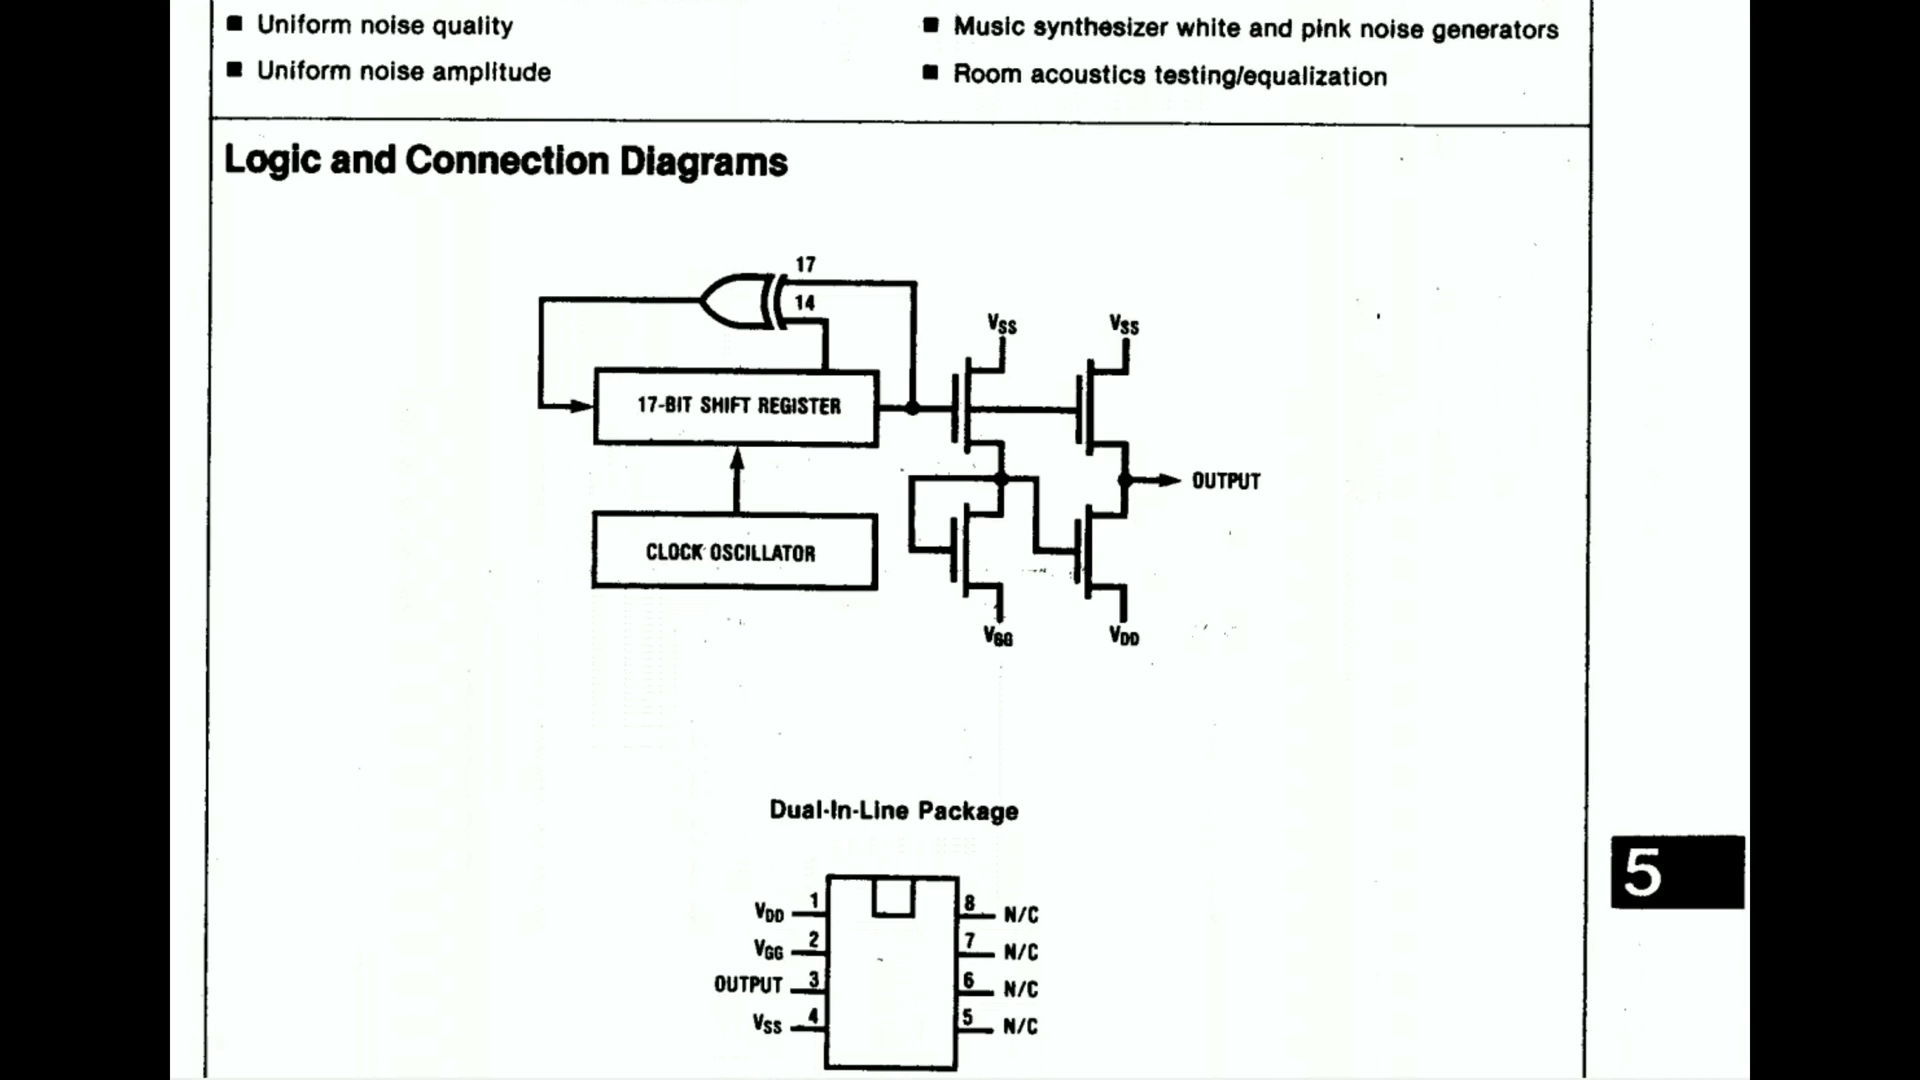 ■ Uniform noise quality
■ Uniform noise amplitude
■ Music synthesizer white and pink noise generators
■ Room acoustics testing/equalization
Logic and Connection Diagrams
17
14
VSS
VSS
17-BIT SHIFT REGISTER
OUTPUT
CLOCK OSCILLATOR
VGG
VDD
Dual-In-Line Package
VDD 1
VGG 2
OUTPUT 3
VSS 4
8 N/C
7 N/C
6 N/C
5 N/C
5